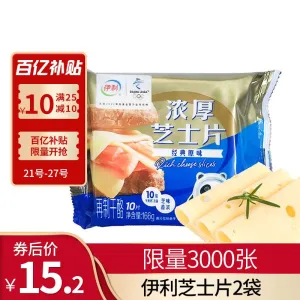 百亿补贴
10 满25
减10
百亿补贴
限量开抢
21号-27号
伊利
浓厚
芝士片
经典原味
Rich cheese slices
10片
再制干酪
净含量:166g
券后价
¥15.2
限量3000张
伊利芝士片2袋